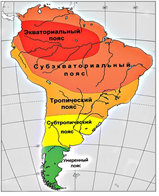 Экваториальный
пояс
Субэкваториальный
пояс
Тропический
пояс
Субтропический
пояс
Умеренный
пояс